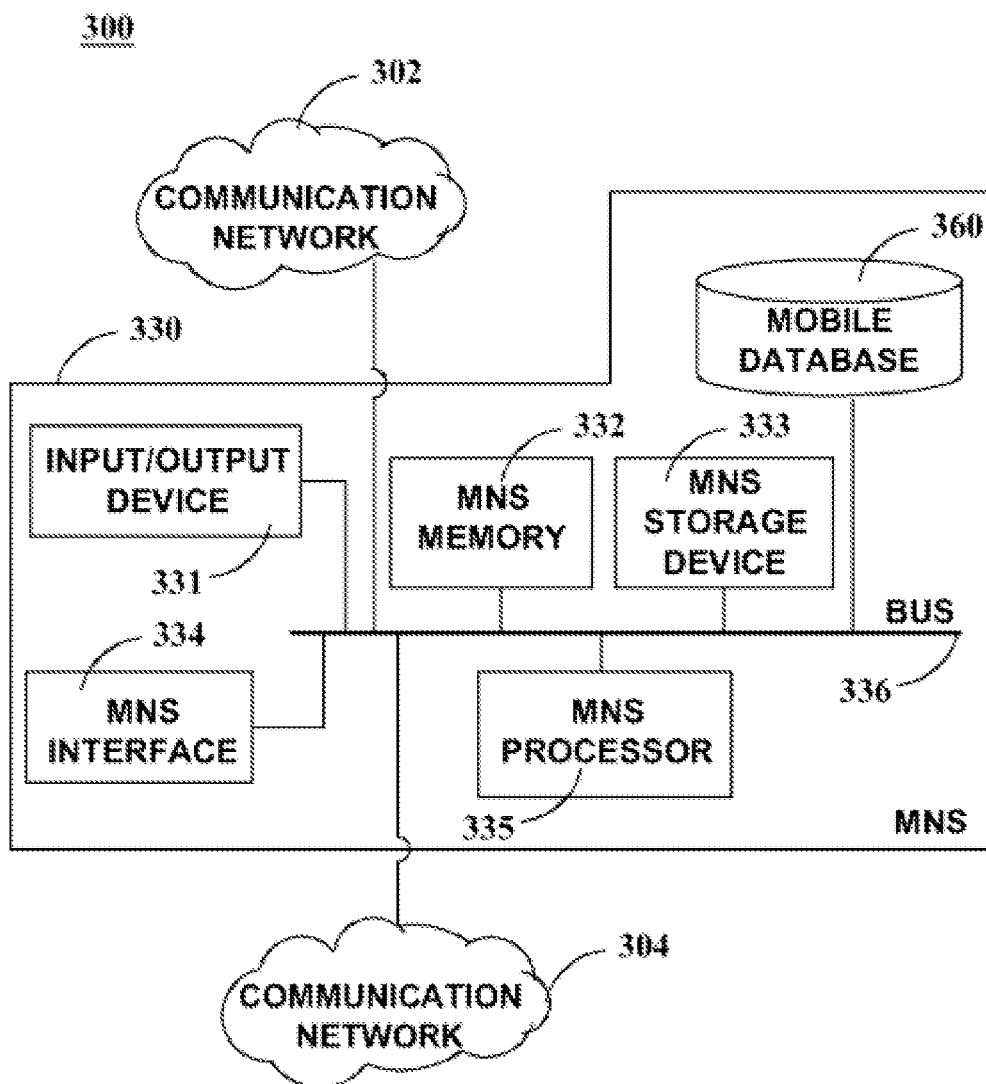 300
302
COMMUNICATION
NETWORK
360
MOBILE
DATABASE
330
332
333
INPUT/OUTPUT
DEVICE
MNS
MEMORY
MNS
STORAGE
DEVICE
331
334
BUS
336
MNS
INTERFACE
MNS
PROCESSOR
335
MNS
304
COMMUNICATION
NETWORK